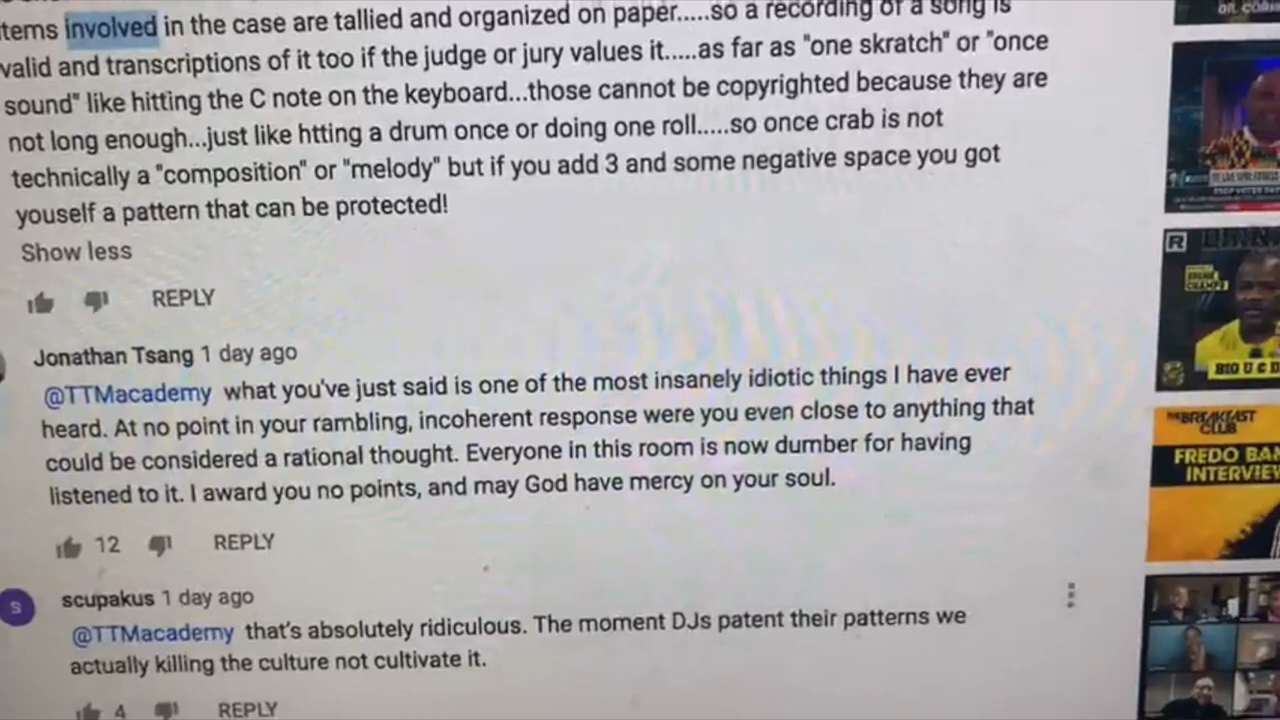 tems involved in the case are tallied and organized on paper.....so a recording of a song is
valid and transcriptions of it too if the judge or jury values it.....as far as "one skratch" or "once
sound" like hitting the C note on the keyboard...those cannot be copyrighted because they are
not long enough...just like htting a drum once or doing one roll.....so once crab is not
technically a "composition" or "melody" but if you add 3 and some negative space you got
youself a pattern that can be protected!
Show less
REPLY
Jonathan Tsang 1 day ago
@TTMacademy what you've just said is one of the most insanely idiotic things I have ever
heard. At no point in your rambling, incoherent response were you even close to anything that
could be considered a rational thought. Everyone in this room is now dumber for having
listened to it. I award you no points, and may God have mercy on your soul.
12 REPLY
S
scupakus 1 day ago
@TTMacademy that's absolutely ridiculous. The moment DJs patent their patterns we
actually killing the culture not cultivate it.
4 REPLY
R
CHAMPS
BIG U C D
THE BREAKFAST
CLUB
FREDO BAN
INTERVIEW